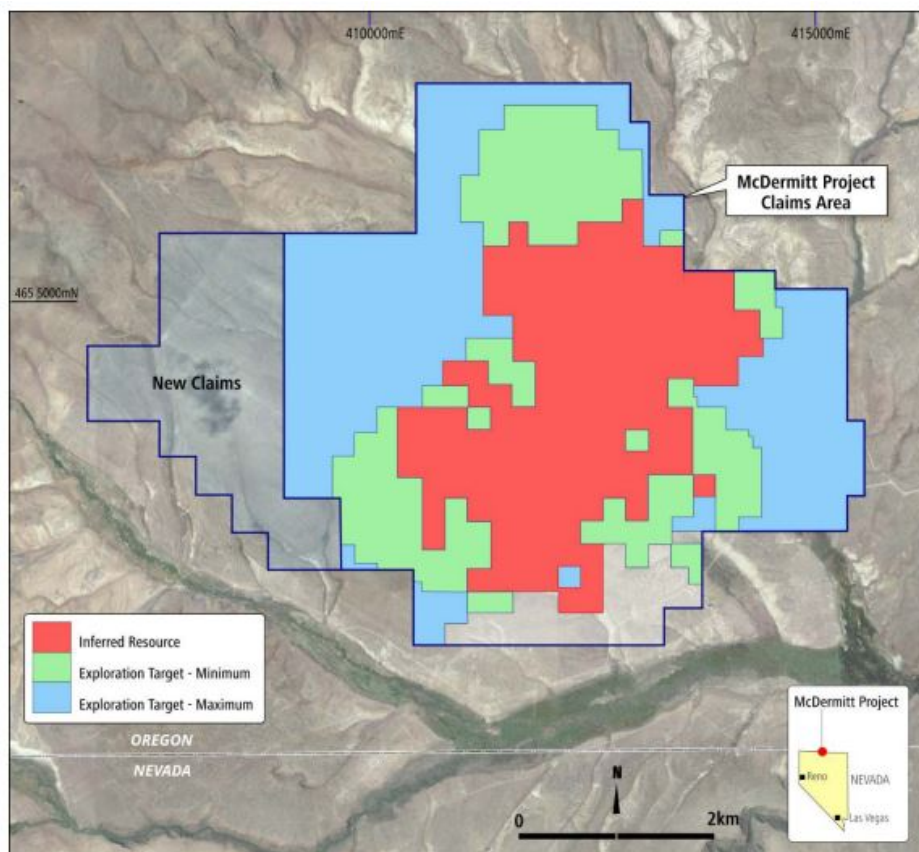 410000mE
415000mE
McDermitt Project
Claims Area
465 5000mN
New Claims
Inferred Resource
Exploration Target - Minimum
Exploration Target - Maximum
OREGON
NEVADA
N
0
2km
McDermitt Project
Reno
NEVADA
Las Vegas